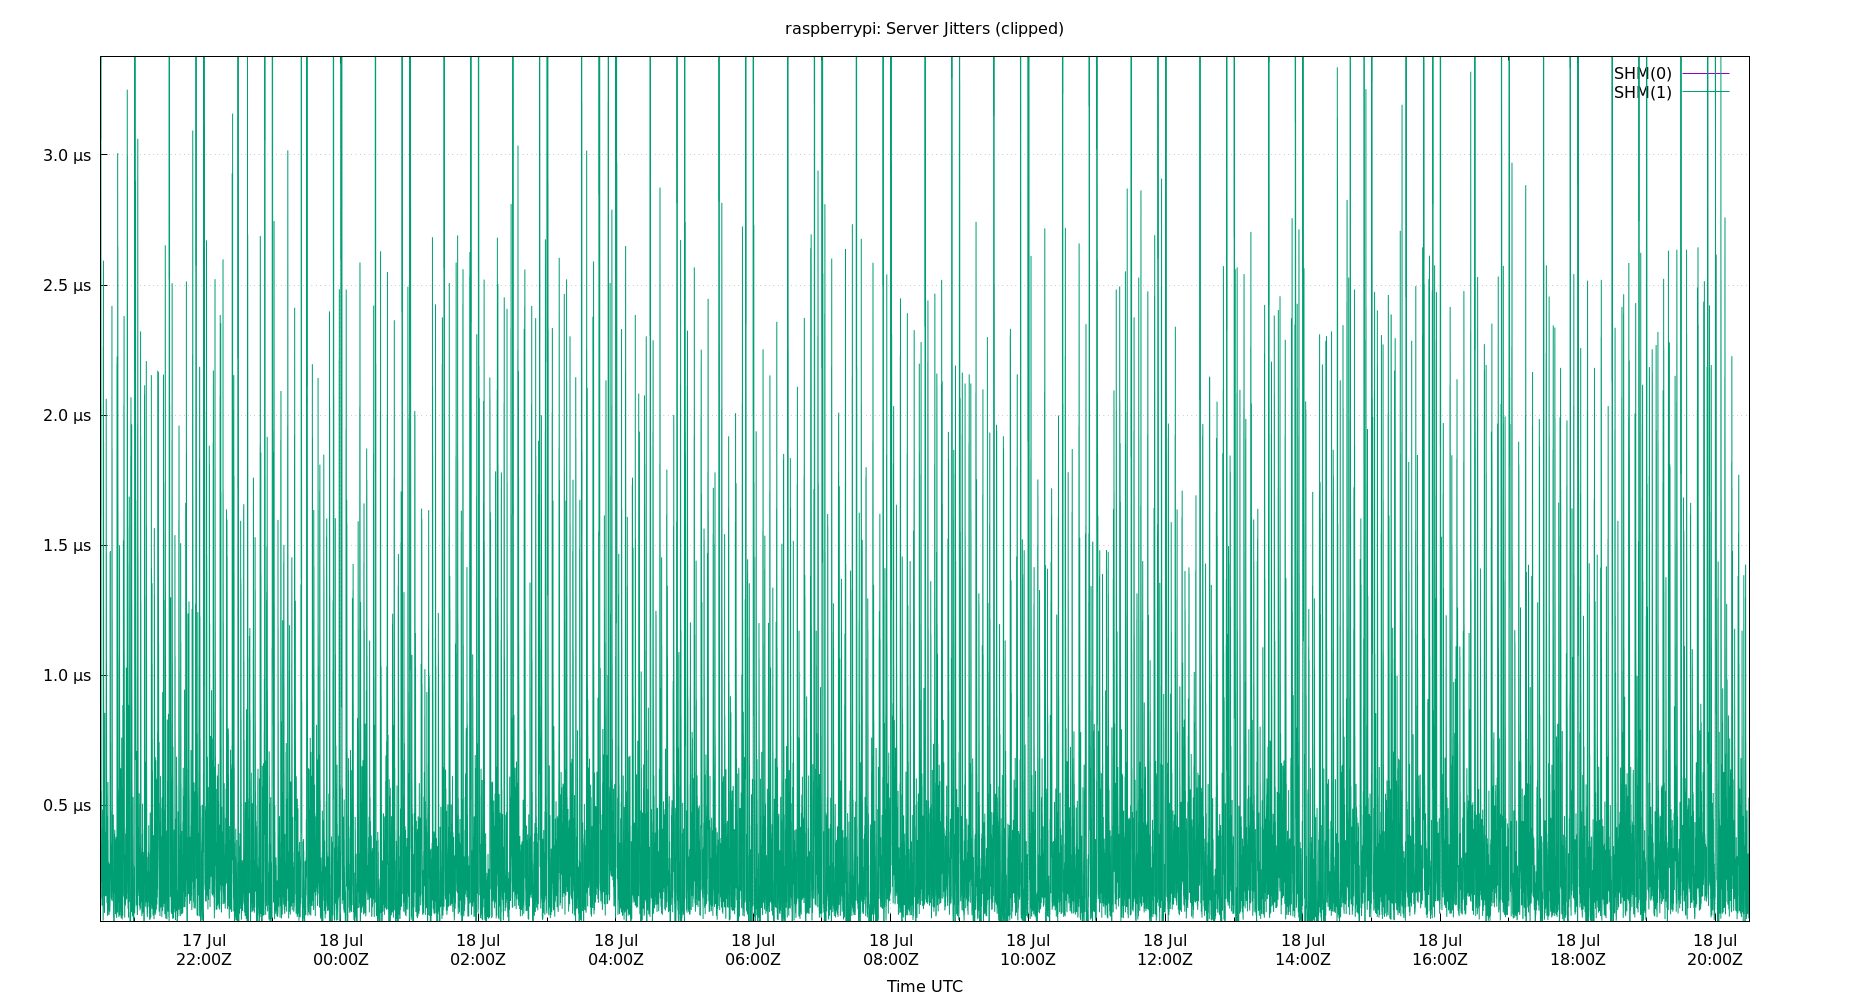 raspberrypi: Server Jitters (clipped)
SHM(0)
SHM(1)
3.0 μs
2.5 μs
2.0 μs
1.5 μs
1.0 μs
0.5 μs
17 Jul 18 Jul 18 Jul 18 Jul 18 Jul 18 Jul 18 Jul 18 Jul 18 Jul 18 Jul 18 Jul 18 Jul
22:00Z 00:00Z 02:00Z 04:00Z 06:00Z 08:00Z 10:00Z 12:00Z 14:00Z 16:00Z 18:00Z 20:00Z
Time UTC